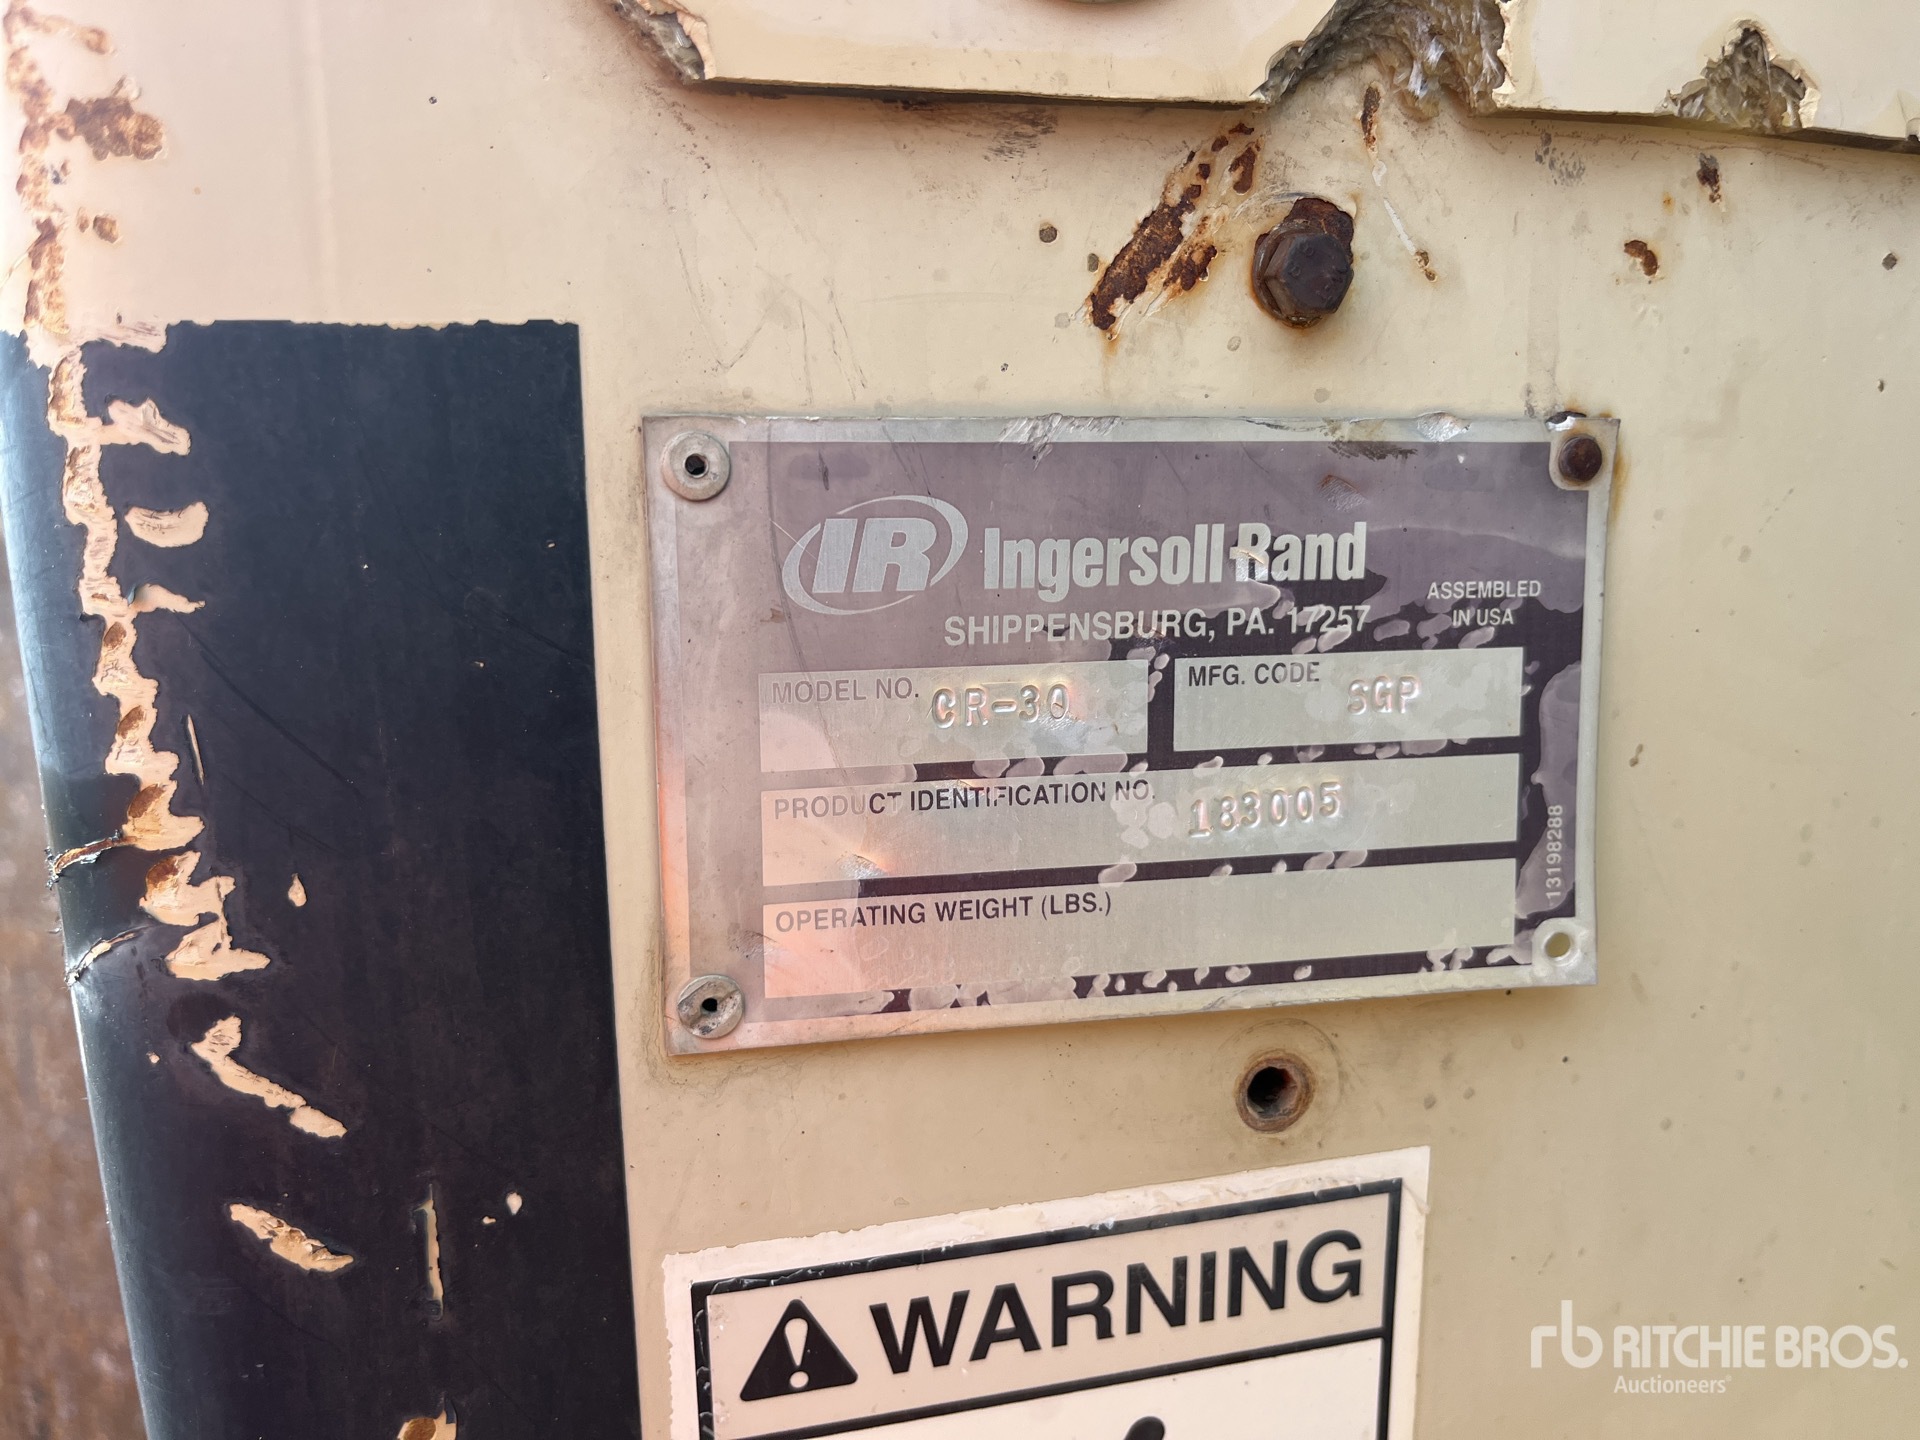 IR Ingersoll-Rand
SHIPPENSBURG, PA. 17257
ASSEMBLED
IN USA
MODEL NO. CR-30
MFG. CODE SGP
PRODUCT IDENTIFICATION NO. 183005
OPERATING WEIGHT (LBS.)
13198288
WARNING
rb RITCHIE BROS.
Auctioneers